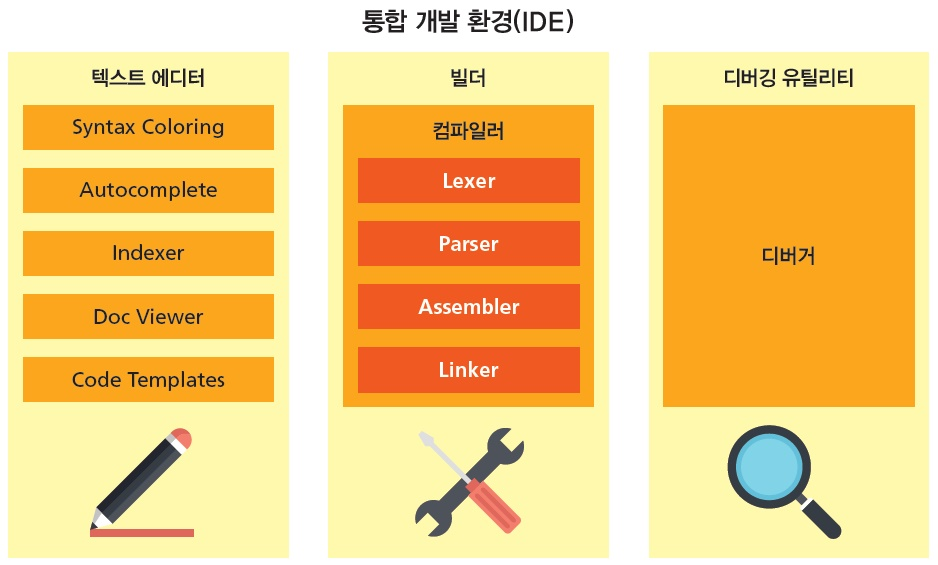 통합 개발 환경(IDE)
텍스트 에디터
Syntax Coloring
Autocomplete
Indexer
Doc Viewer
Code Templates
빌더
컴파일러
Lexer
Parser
Assembler
Linker
디버깅 유틸리티
디버거